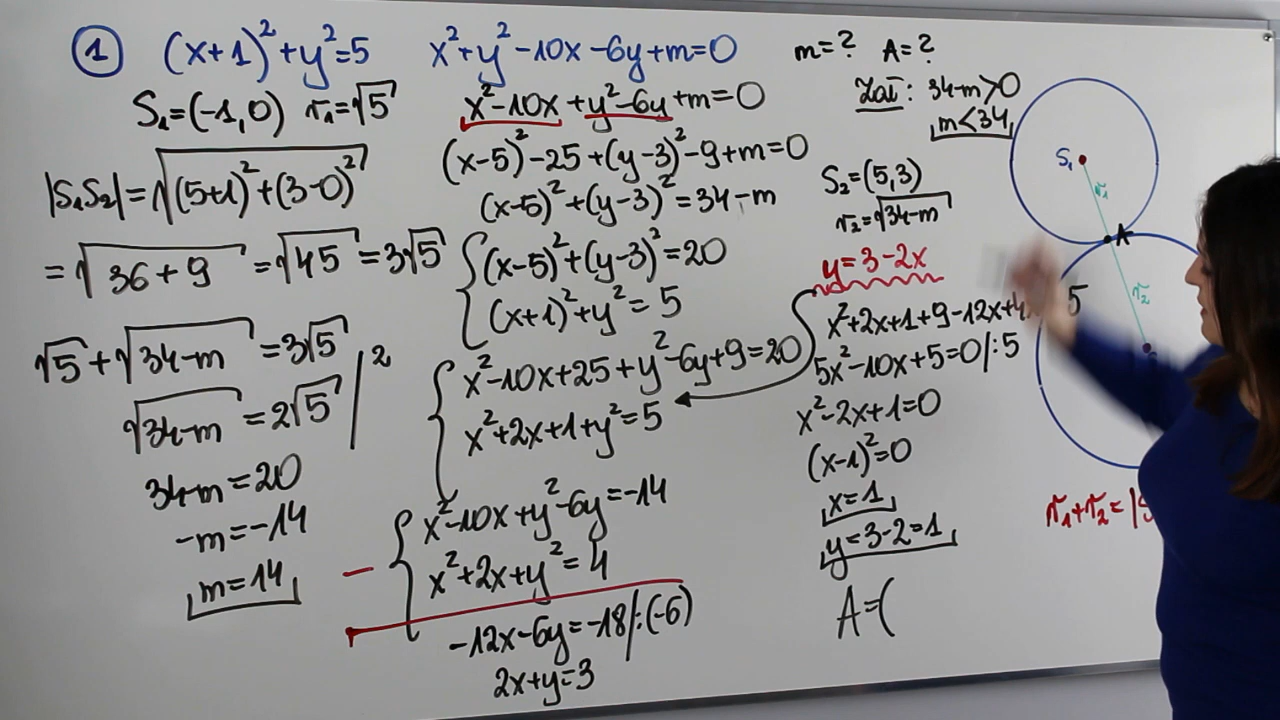 ① (x+1)²+y²=5   x²+y²-10x-6y+m=0   m=?   A=?
S₁=(-1,0)   r₁=√5
|S₁S₂|=√((5+1)²+(3-0)²)
=√(36+9) =√45 =3√5
√5+√(34-m)=3√5
√(34-m)=2√5 |²
34-m=20
-m=-14
m=14
x²-10x+y²-6y+m=0
(x-5)²-25+(y-3)²-9+m=0
(x-5)²+(y-3)²=34-m
(x-5)²+(y-3)²=20
(x+1)²+y²=5
x²-10x+25+y²-6y+9=20
x²+2x+1+y²=5
x²-10x+y²-6y=-14
- x²+2x+y²=4
-12x-6y=-18 /:(-6)
2x+y=3
Zał: 34-m>0
m<34
S₂=(5,3)
r₂=√(34-m)
y=3-2x
x²+2x+1+9-12x+4 5
5x²-10x+5=0 /:5
x²-2x+1=0
(x-1)²=0
x=1
y=3-2=1
A=(
S₁
r₁
A
r₂
r₁+r₂=|S